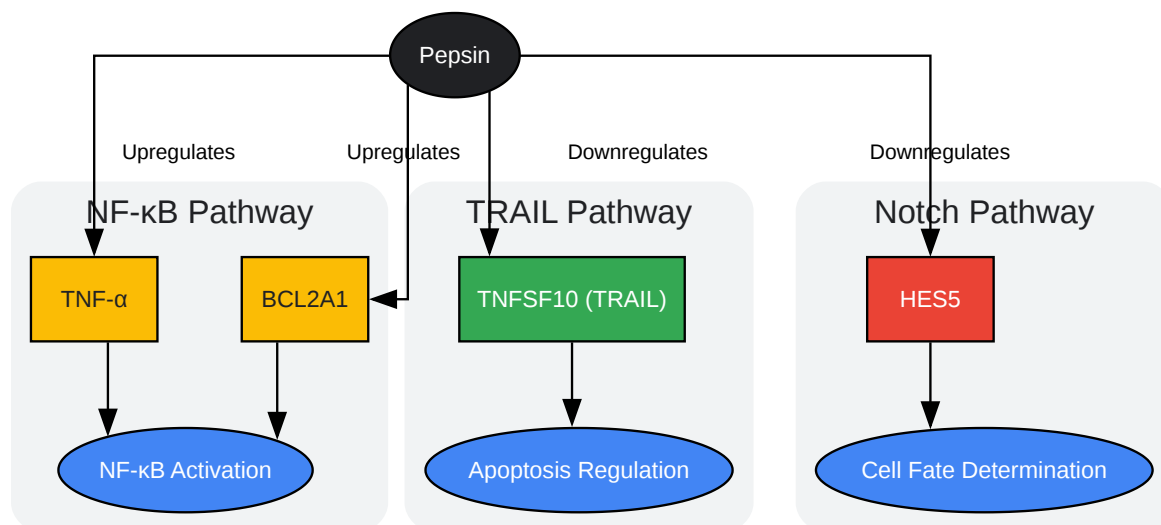 Pepsin
Upregulates
Upregulates
Downregulates
Downregulates
NF-κB Pathway
TRAIL Pathway
Notch Pathway
TNF-α
BCL2A1
TNFSF10 (TRAIL)
HES5
NF-κB Activation
Apoptosis Regulation
Cell Fate Determination